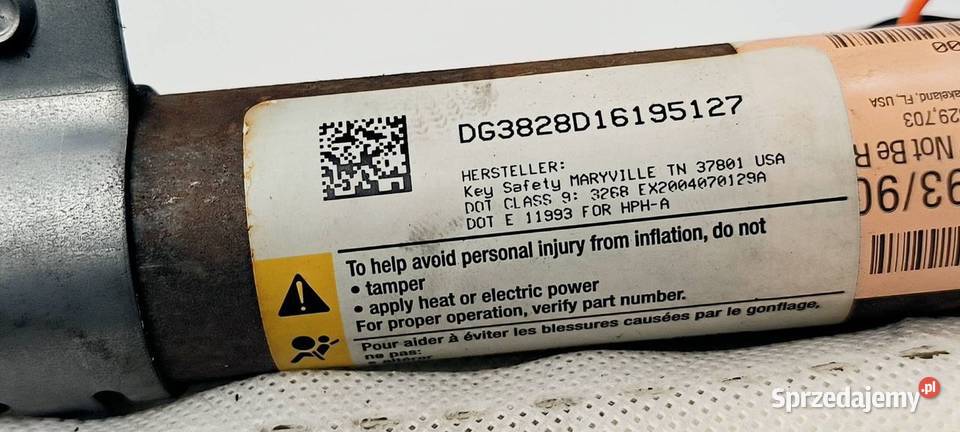 DG3828D16195127
HERSTELLER:
Key Safety MARYVILLE TN 37801 USA
DOT CLASS 9: 3268 EX2004070129A
DOT E 11993 FOR HPH-A
To help avoid personal injury from inflation, do not
• tamper
• apply heat or electric power
For proper operation, verify part number.
Pour aider à éviter les blessures causées par le gonflage,
ne pas:
• altérer
00
akeland, FL, USA
29,703
Not Be R
93/90
Sprzedajemy.pl